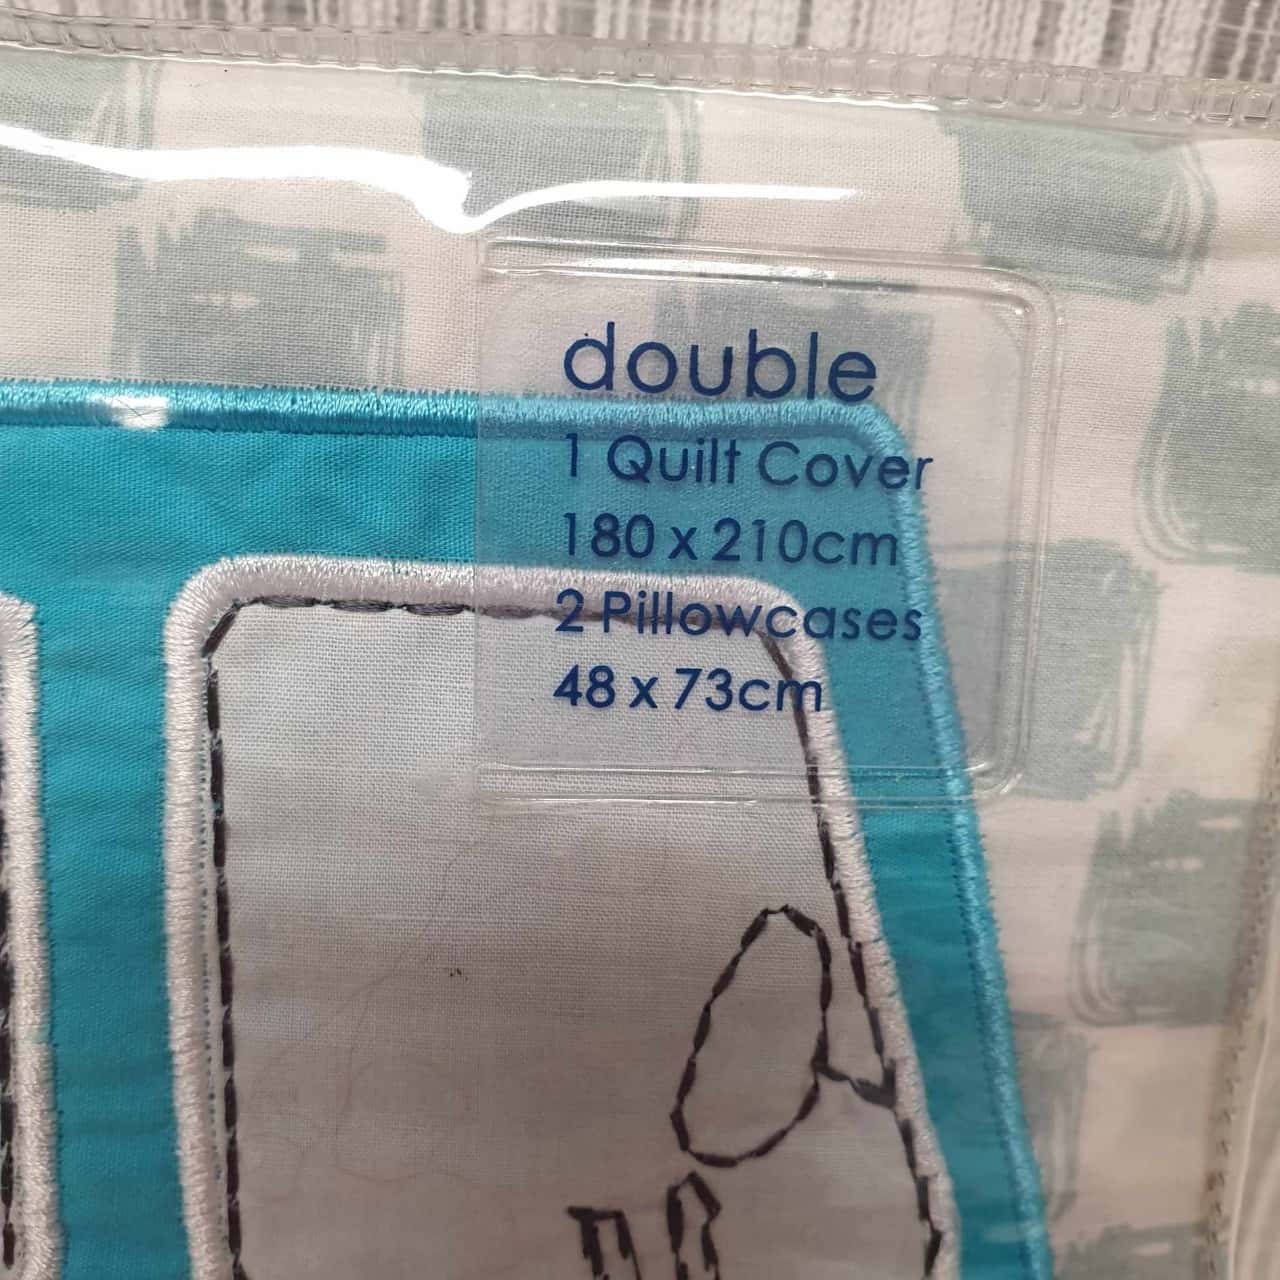 double
1 Quilt Cover
180 x 210cm
2 Pillowcases
48 x 73cm